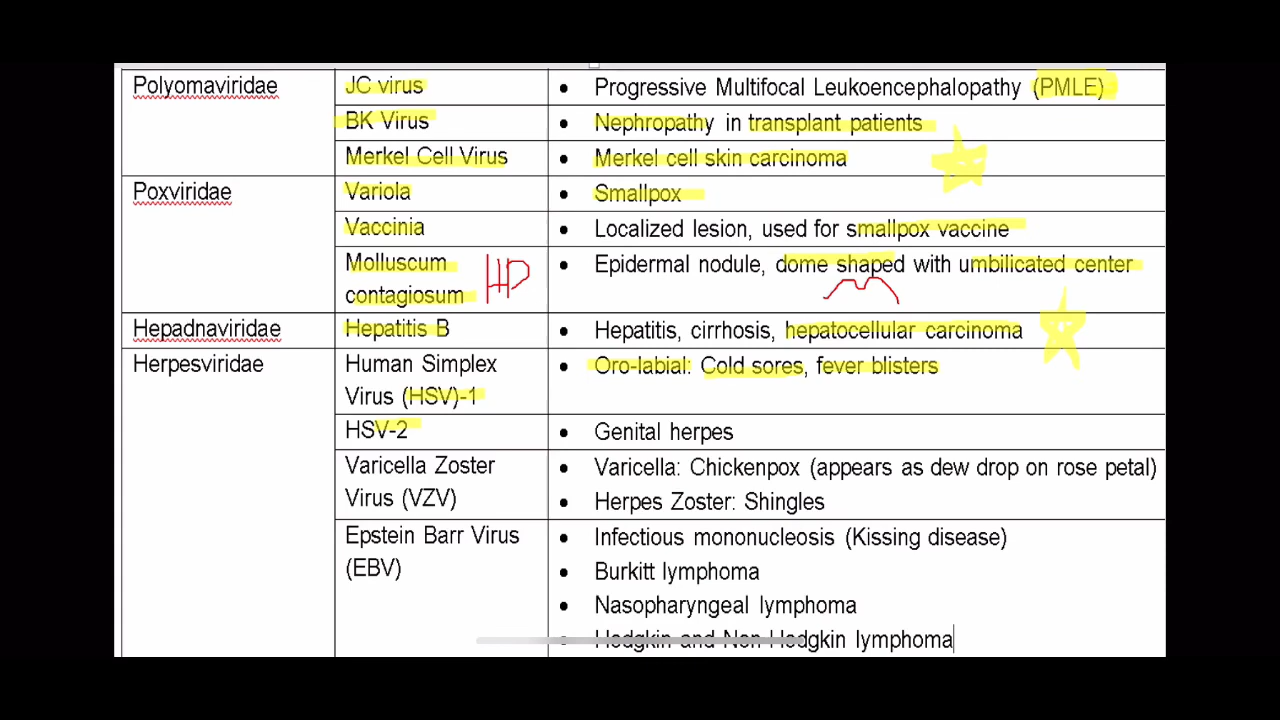 Polyomaviridae
JC virus
• Progressive Multifocal Leukoencephalopathy (PMLE)
BK Virus
• Nephropathy in transplant patients
Merkel Cell Virus
• Merkel cell skin carcinoma
Poxviridae
Variola
• Smallpox
Vaccinia
• Localized lesion, used for smallpox vaccine
Molluscum
contagiosum
HD
• Epidermal nodule, dome shaped with umbilicated center
Hepadnaviridae
Hepatitis B
• Hepatitis, cirrhosis, hepatocellular carcinoma
Herpesviridae
Human Simplex
Virus (HSV)-1
• Oro-labial: Cold sores, fever blisters
HSV-2
• Genital herpes
Varicella Zoster
Virus (VZV)
• Varicella: Chickenpox (appears as dew drop on rose petal)
• Herpes Zoster: Shingles
Epstein Barr Virus
(EBV)
• Infectious mononucleosis (Kissing disease)
• Burkitt lymphoma
• Nasopharyngeal lymphoma
• Hodgkin and Non Hodgkin lymphoma